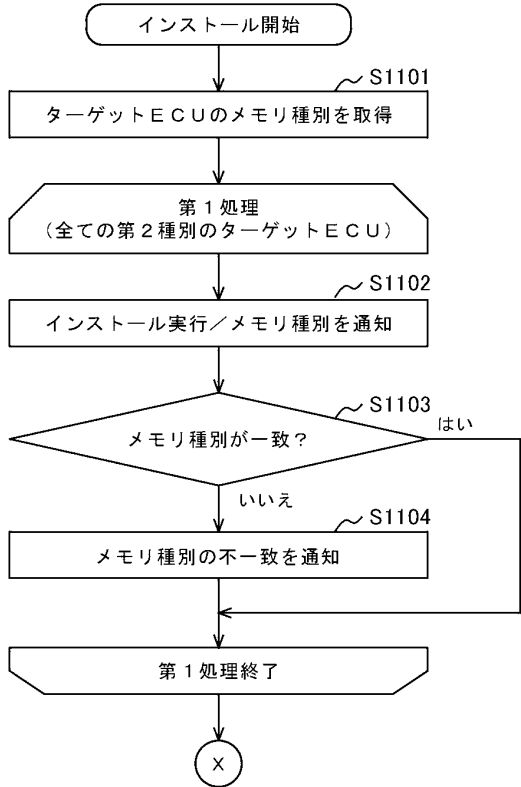 インストール開始
S1101
ターゲットＥＣＵのメモリ種別を取得
第１処理
（全ての第２種別のターゲットＥＣＵ）
S1102
インストール実行／メモリ種別を通知
S1103
メモリ種別が一致？
はい
いいえ
S1104
メモリ種別の不一致を通知
第１処理終了
X